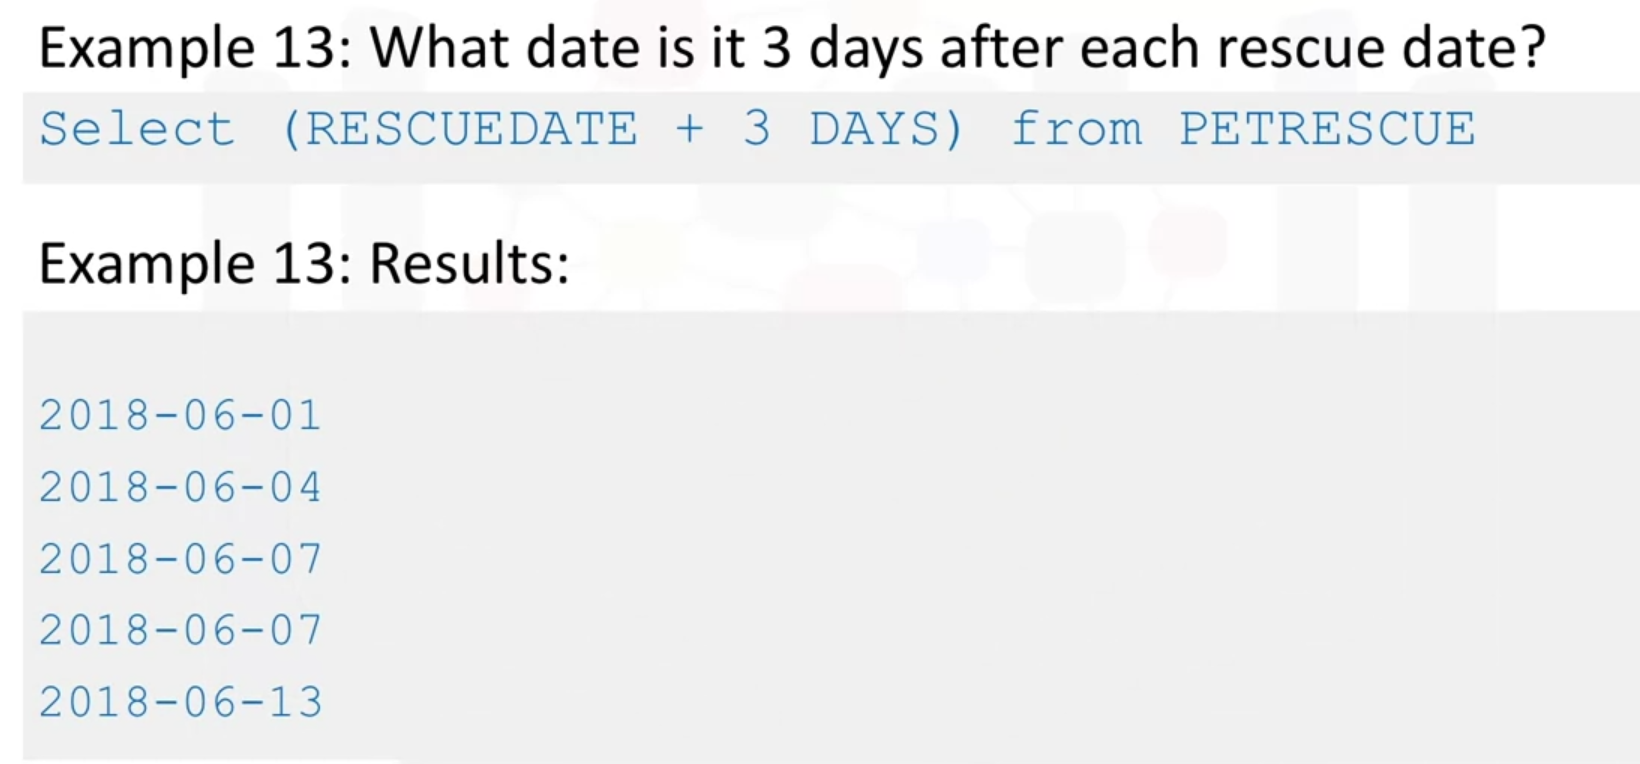 Example 13: What date is it 3 days after each rescue date?
Select (RESCUEDATE + 3 DAYS) from PETRESCUE
Example 13: Results:
2018-06-01
2018-06-04
2018-06-07
2018-06-07
2018-06-13